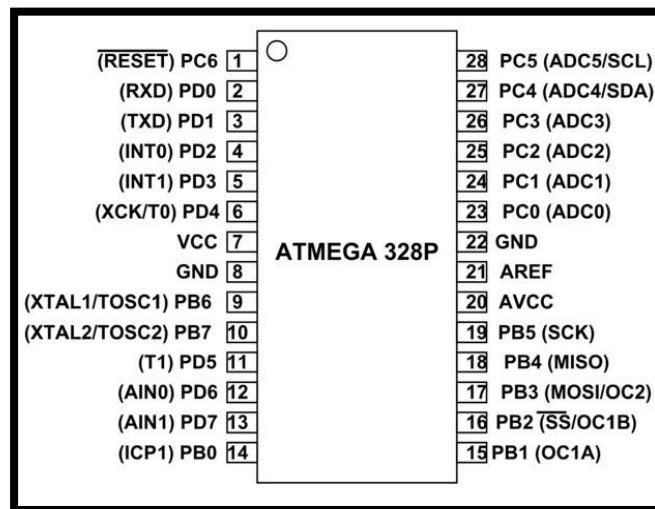 (RESET) PC6 1
(RXD) PD0 2
(TXD) PD1 3
(INT0) PD2 4
(INT1) PD3 5
(XCK/T0) PD4 6
VCC 7
GND 8
(XTAL1/TOSC1) PB6 9
(XTAL2/TOSC2) PB7 10
(T1) PD5 11
(AIN0) PD6 12
(AIN1) PD7 13
(ICP1) PB0 14
ATMEGA 328P
28 PC5 (ADC5/SCL)
27 PC4 (ADC4/SDA)
26 PC3 (ADC3)
25 PC2 (ADC2)
24 PC1 (ADC1)
23 PC0 (ADC0)
22 GND
21 AREF
20 AVCC
19 PB5 (SCK)
18 PB4 (MISO)
17 PB3 (MOSI/OC2)
16 PB2 (SS/OC1B)
15 PB1 (OC1A)